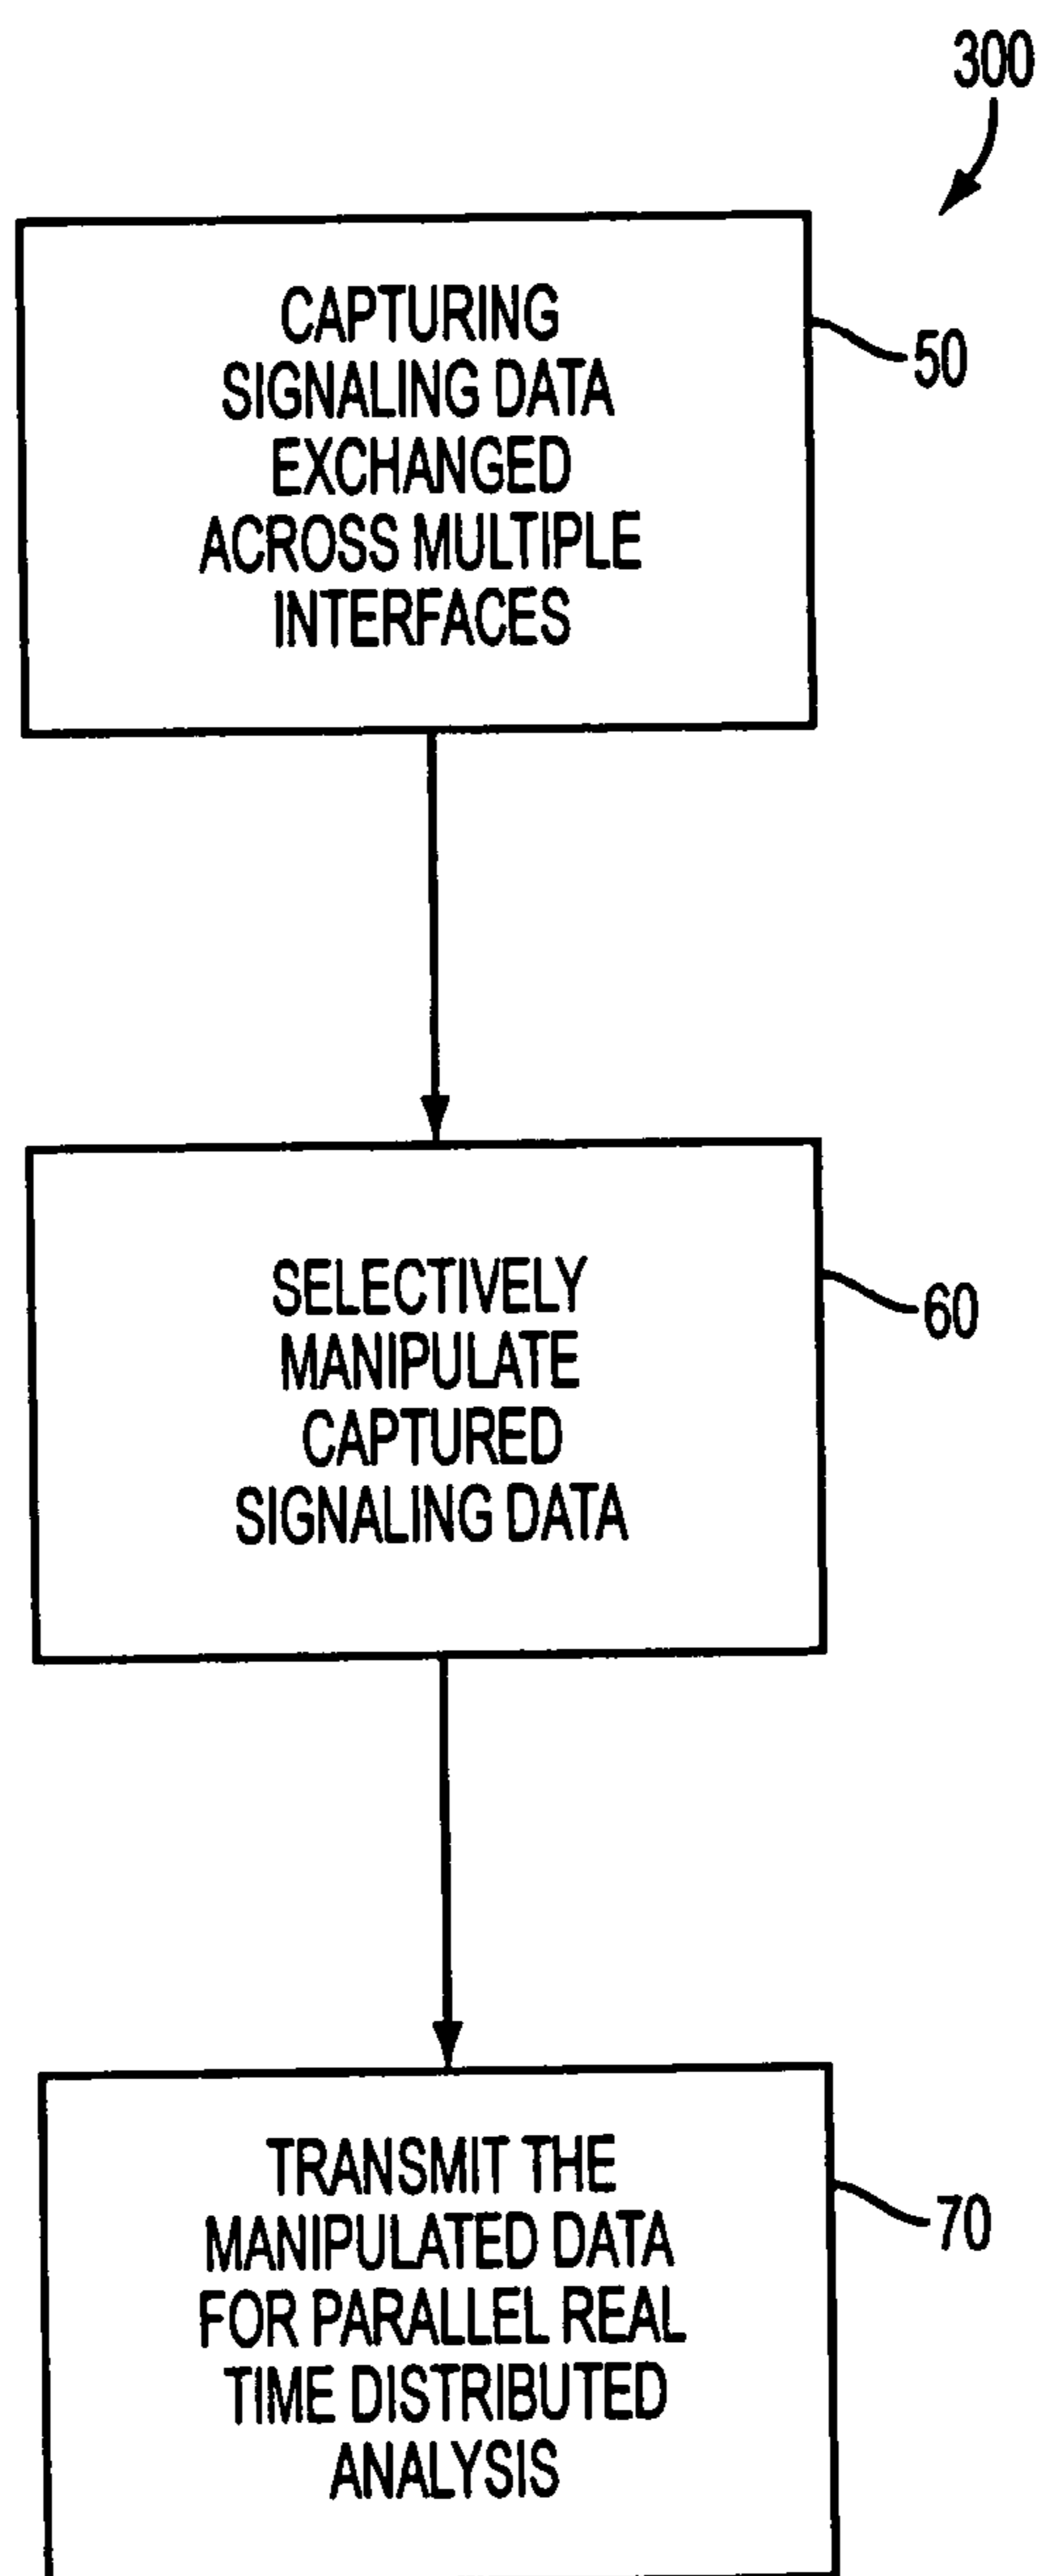 300
CAPTURING
SIGNALING DATA
EXCHANGED
ACROSS MULTIPLE
INTERFACES
50
SELECTIVELY
MANIPULATE
CAPTURED
SIGNALING DATA
60
TRANSMIT THE
MANIPULATED DATA
FOR PARALLEL REAL
TIME DISTRIBUTED
ANALYSIS
70